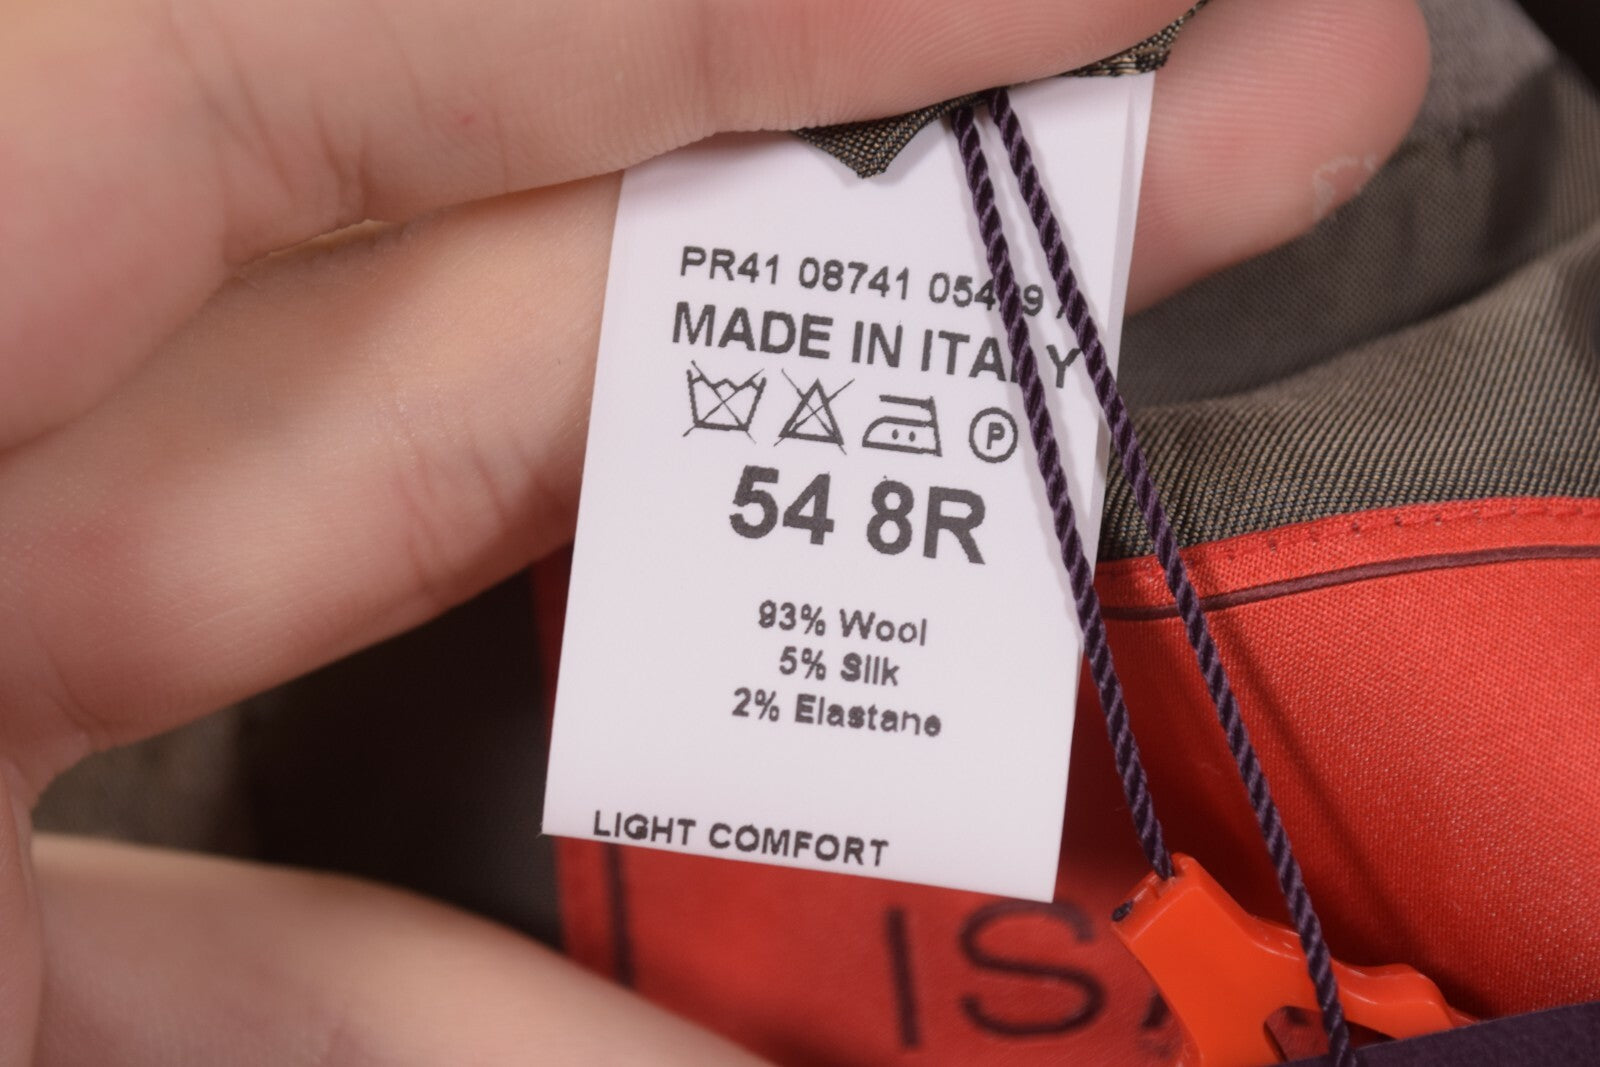 PR41 08741
MADE IN ITALY
P
54 8R
93% Wool
5% Silk
2% Elastane
LIGHT COMFORT